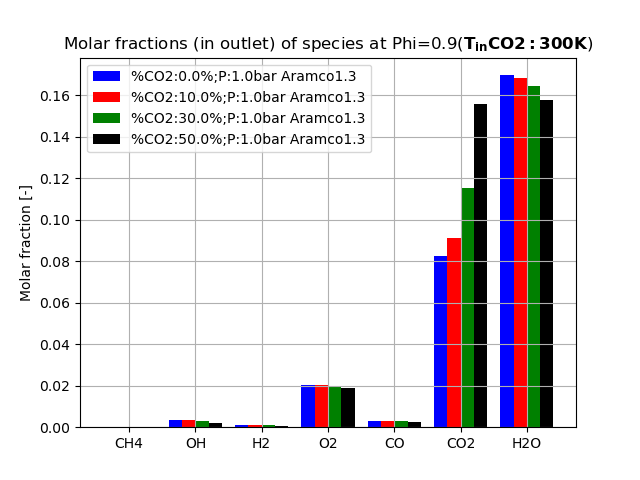 Molar fractions (in outlet) of species at Phi=0.9(TinCO2 : 300K)
%CO2:0.0%;P:1.0bar Aramco1.3
%CO2:10.0%;P:1.0bar Aramco1.3
%CO2:30.0%;P:1.0bar Aramco1.3
%CO2:50.0%;P:1.0bar Aramco1.3
Molar fraction [-]
0.16
0.14
0.12
0.10
0.08
0.06
0.04
0.02
0.00
CH4 OH H2 O2 CO CO2 H2O